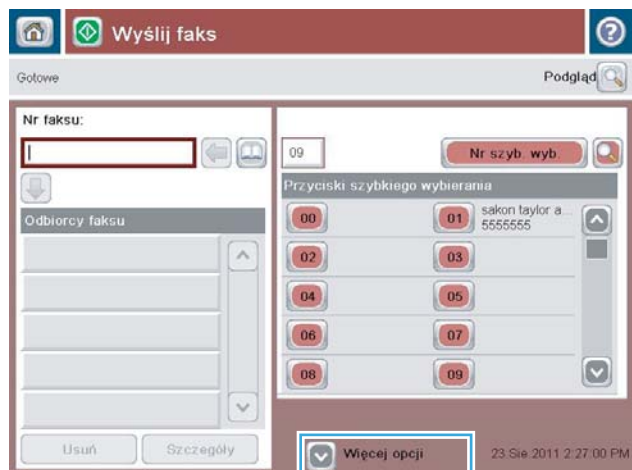 Wyślij faks
Gotowe
Podgląd
Nr faksu:
09
Nr szyb. wyb.
Przyciski szybkiego wybierania
Odbiorcy faksu
00
01
sakon taylor a...
5555555
02
03
04
05
06
07
08
09
Usuń
Szczegóły
Więcej opcji
23 Sie 2011 2:27:00 PM